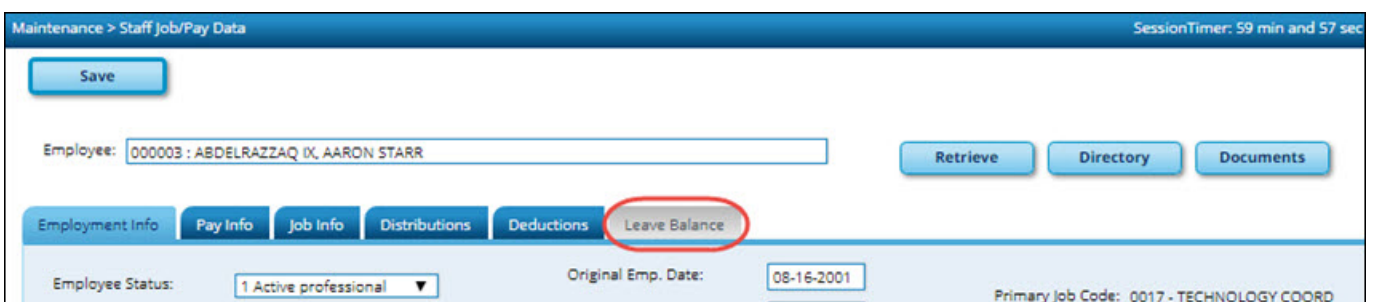 Maintenance > Staff Job/Pay Data SessionTimer: 59 min and 57 sec
Save
Employee: 000003 : ABDELRAZZAQ IX, AARON STARR Retrieve Directory Documents
Employment Info Pay Info Job Info Distributions Deductions Leave Balance
Employee Status: 1 Active professional ▼ Original Emp. Date: 08-16-2001
Primary Job Code: 0017 - TECHNOLOGY COORD